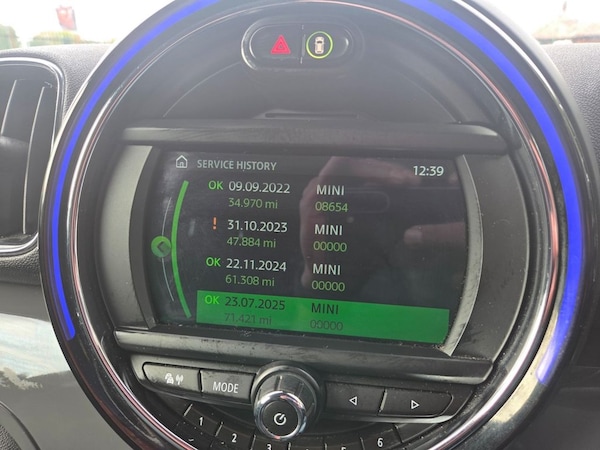 SERVICE HISTORY 12:39
OK 09.09.2022 MINI
34.970 mi 08654
! 31.10.2023 MINI
47.884 mi 00000
OK 22.11.2024 MINI
61.308 mi 00000
OK 23.07.2025 MINI
71.421 mi 00000
MODE
1 2 3 4 5 6